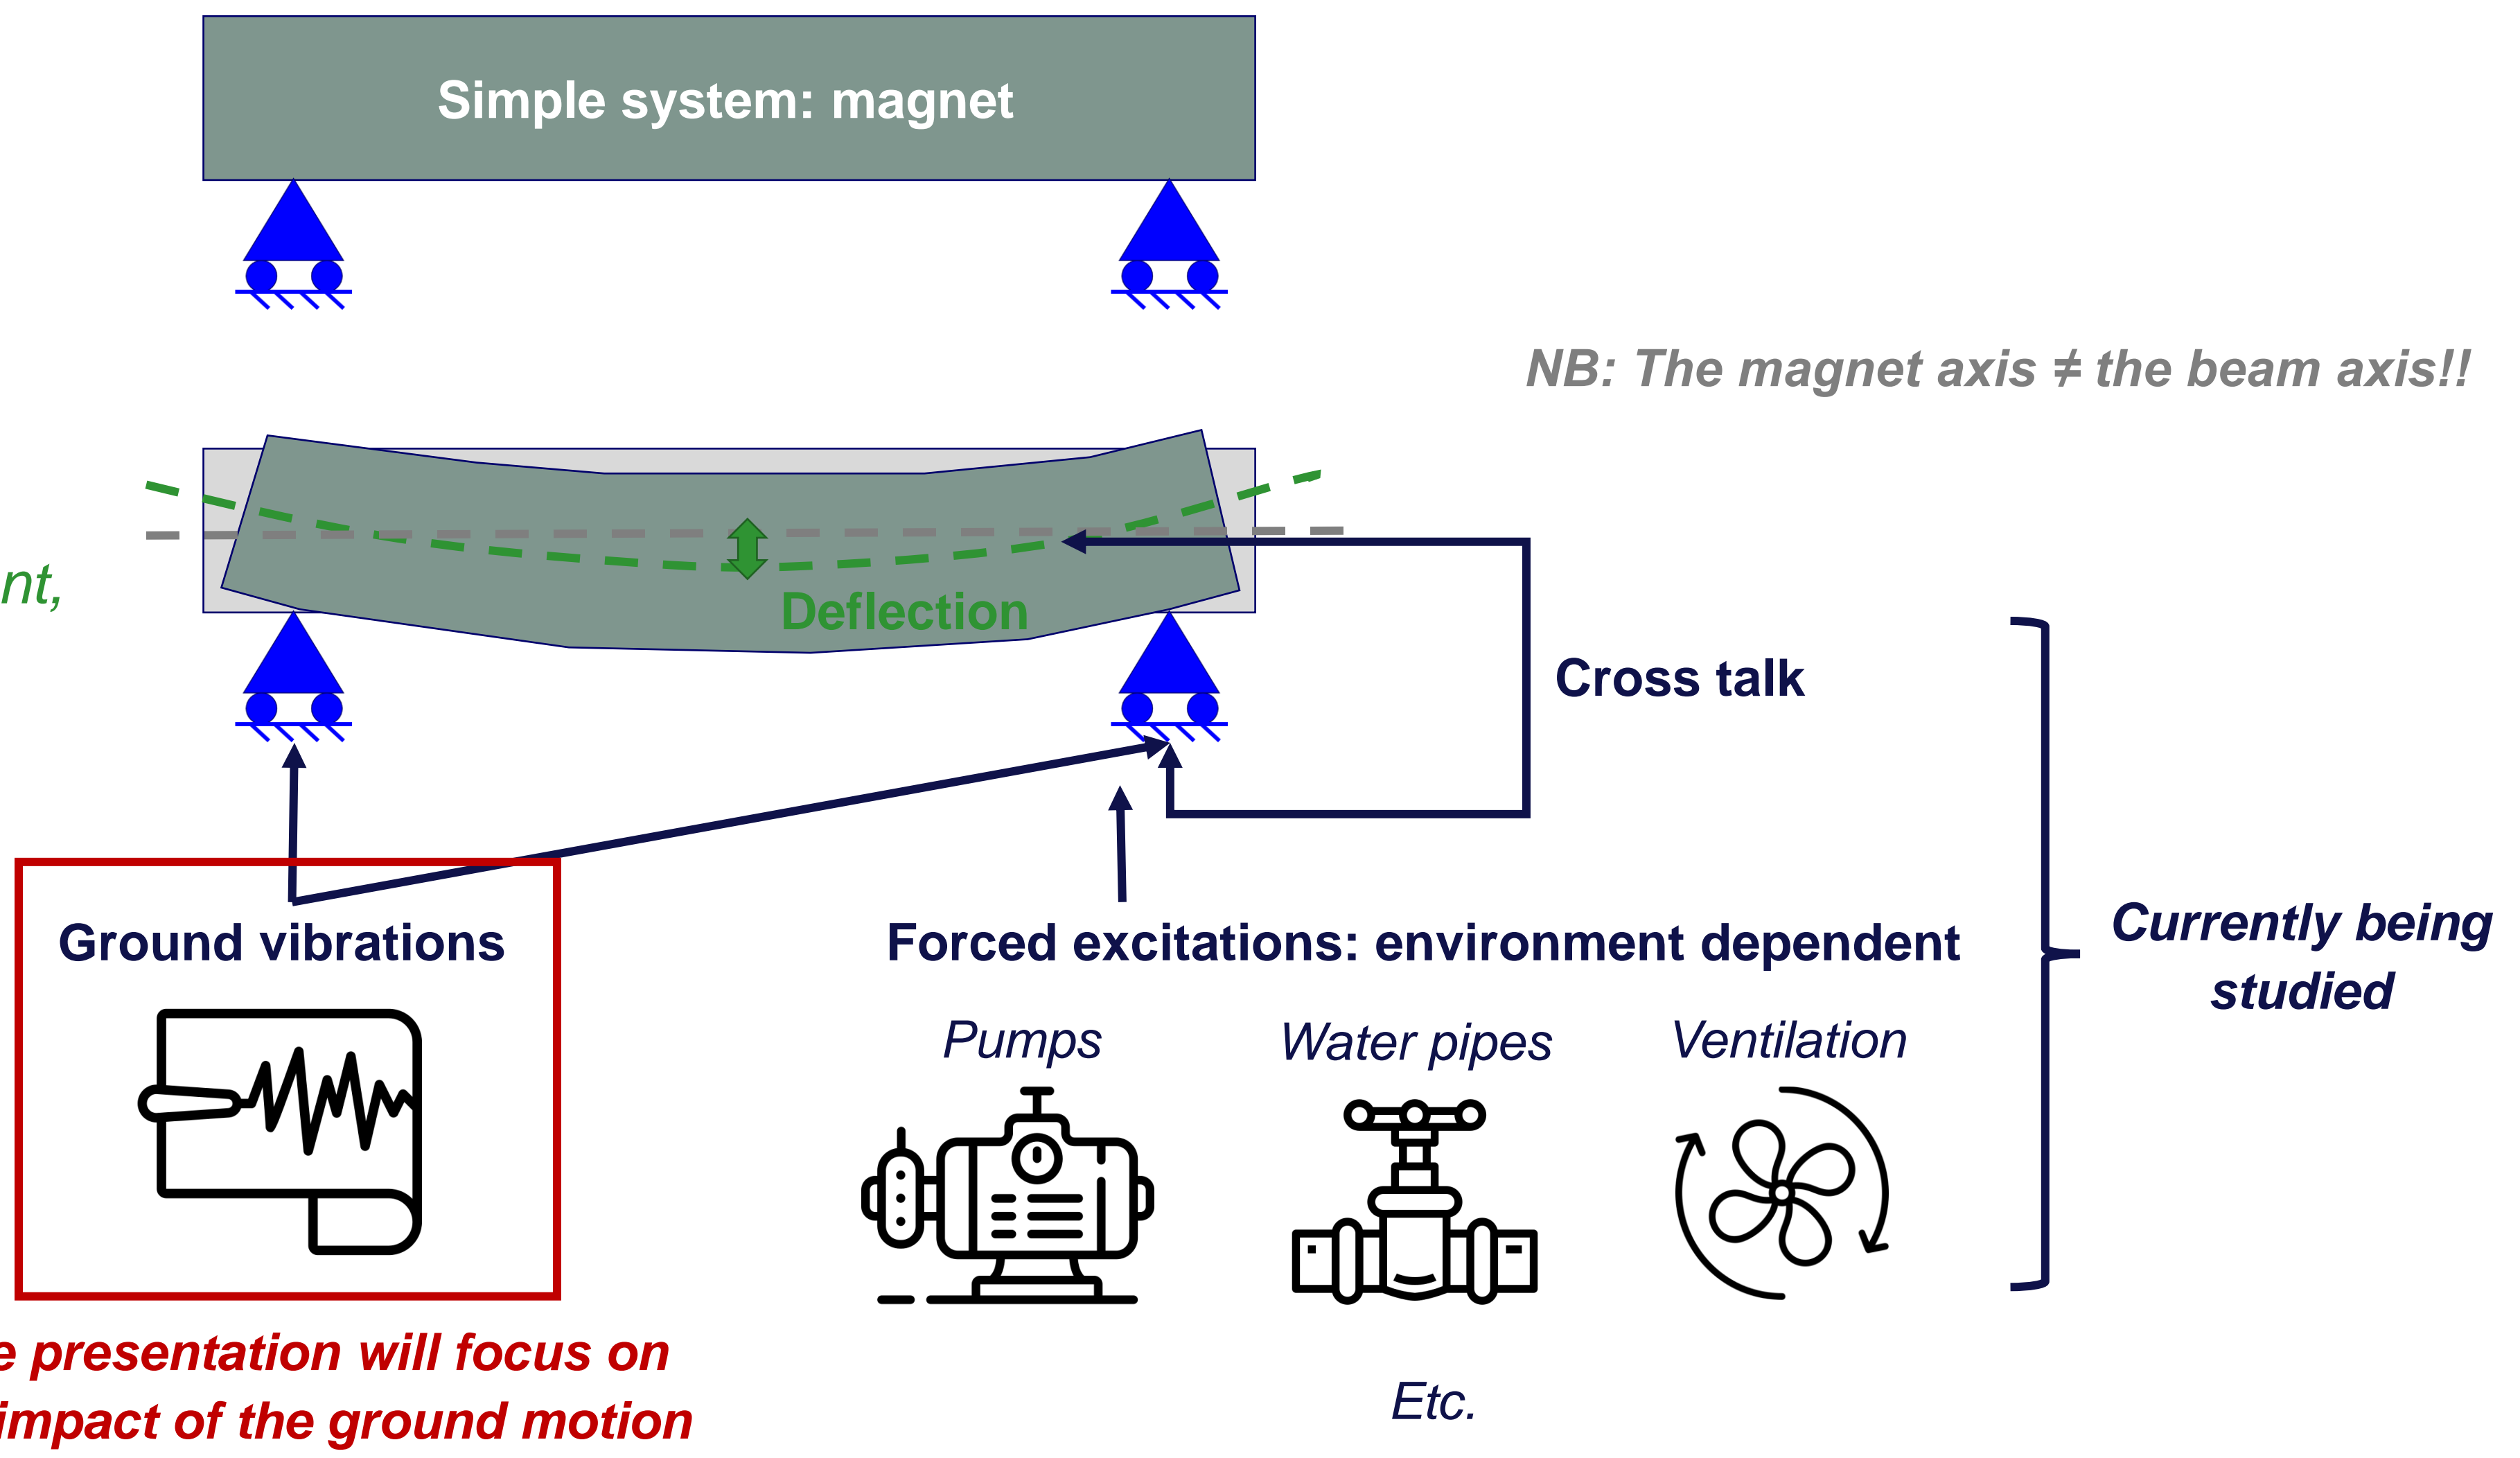 Simple system: magnet
NB: The magnet axis ≠ the beam axis!!
nt,
Deflection
Cross talk
Ground vibrations
Forced excitations: environment dependent
Currently being
studied
Pumps
Water pipes
Ventilation
e presentation will focus on
impact of the ground motion
Etc.